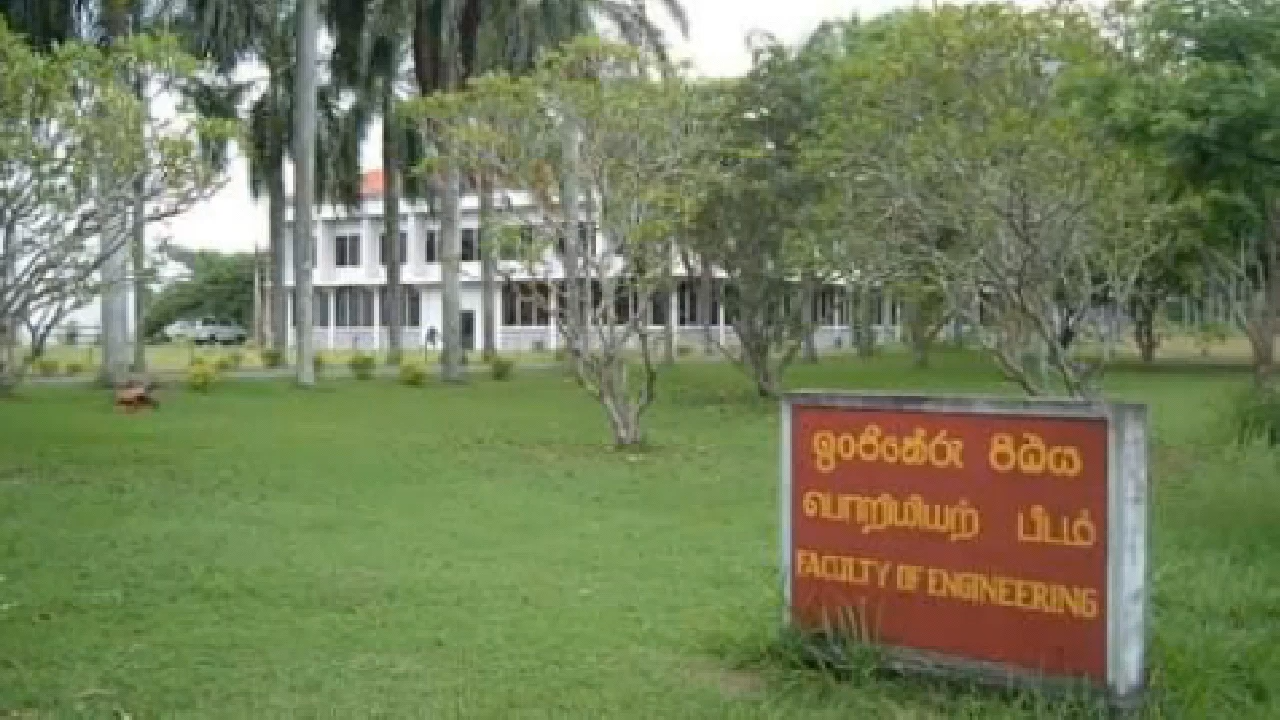 ඉංජිනේරු පීඨය
பொறிமியற் பீடம்
FACULTY OF ENGINEERING